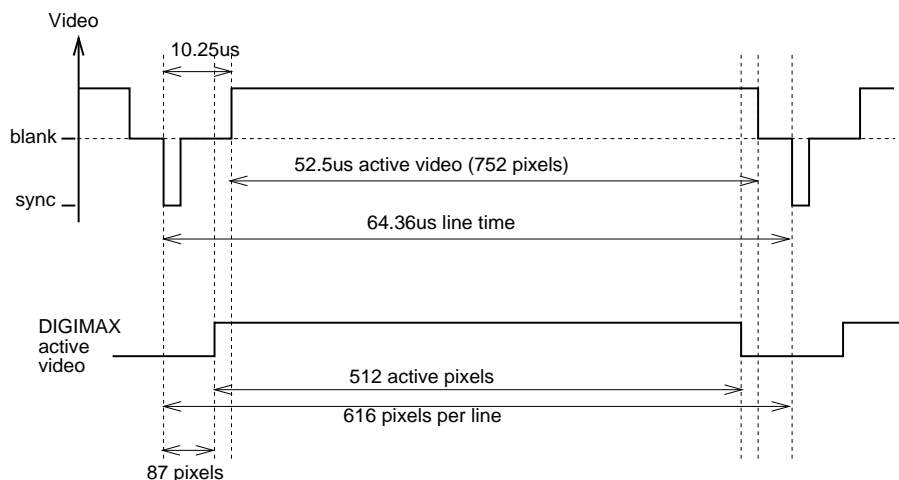 Video
10.25us
blank
52.5us active video (752 pixels)
sync
64.36us line time
DIGIMAX
active
video
512 active pixels
616 pixels per line
87 pixels